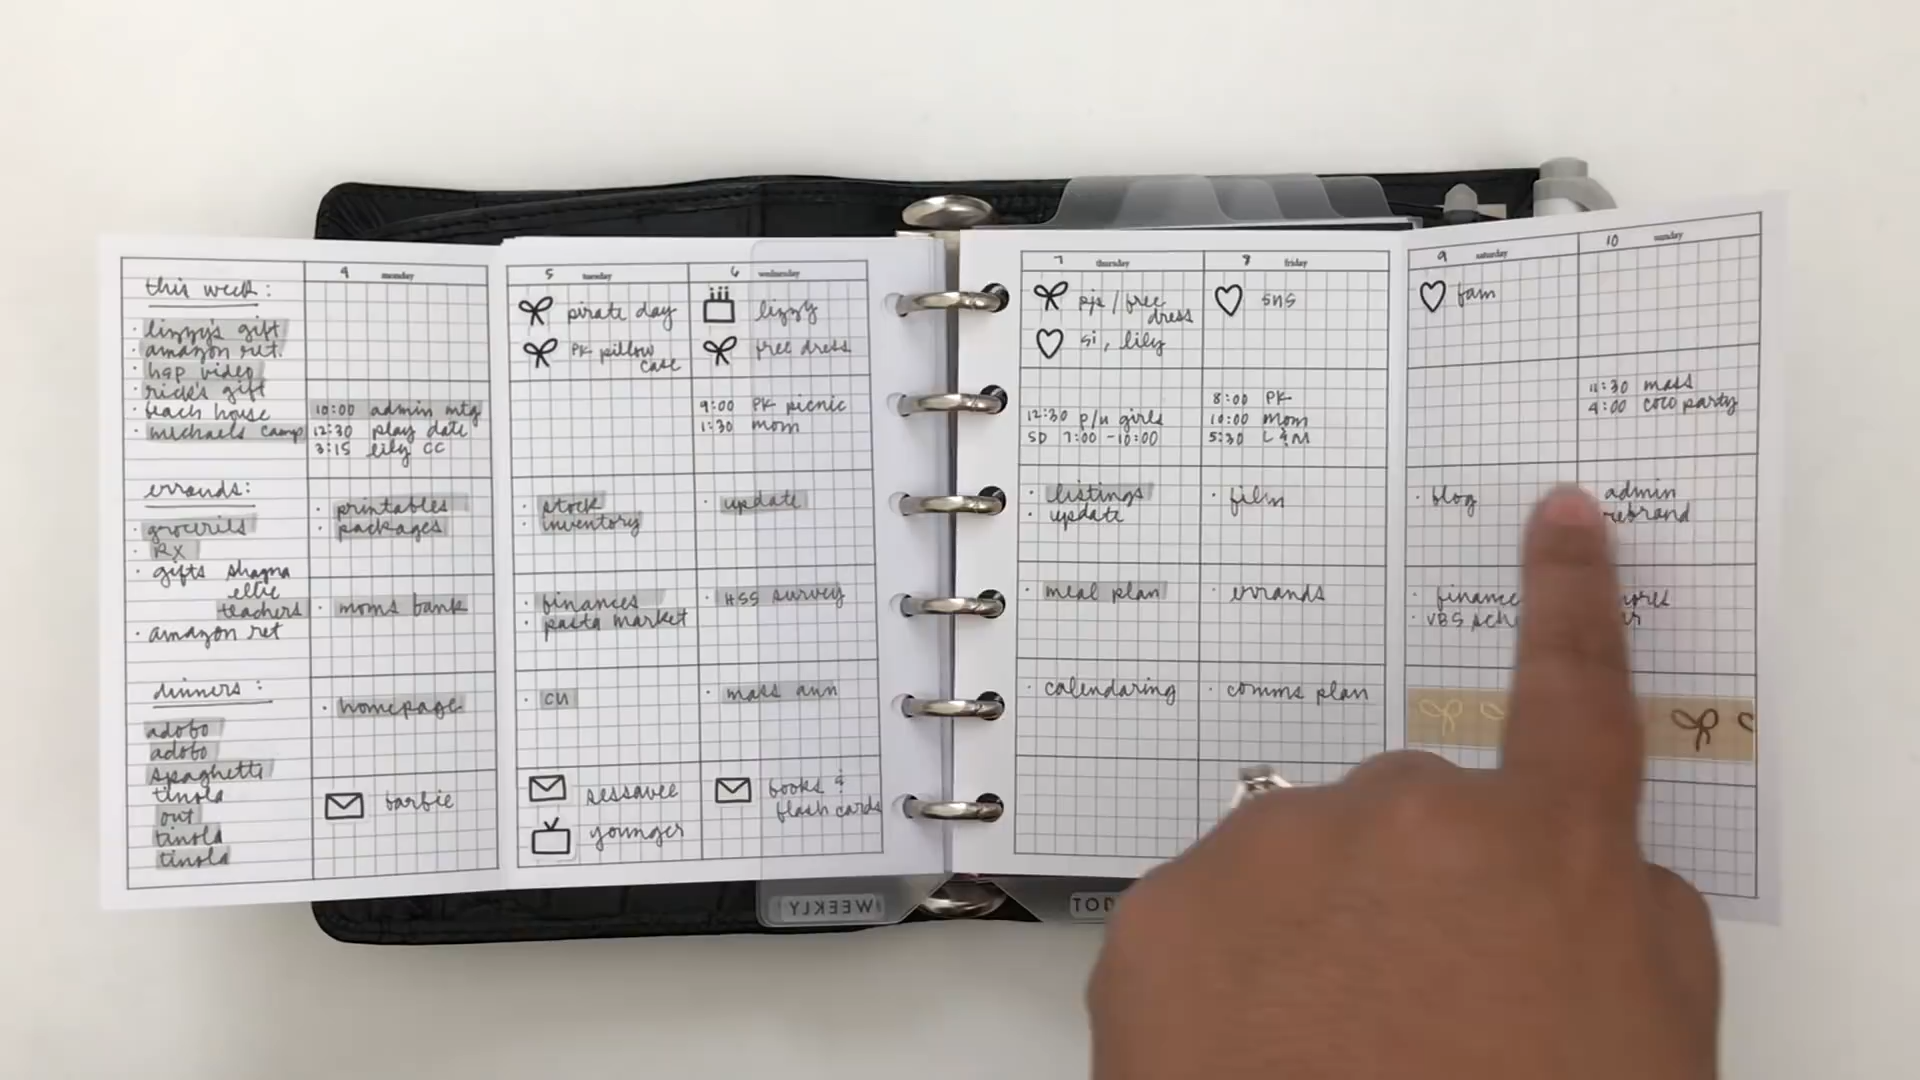 this week:
· lizzy's gift
· amazon ret.
· h&p video
· rick's gift
· beach house
· michaels camp
errands:
· groceries
· RX
· gifts shayna
ellie
teachers
· amazon ret
dinners:
adobo
adobo
spaghetti
tinola
out
tinola
tinola
4 monday
10:00 admin mtg
12:30 play date
3:15 lily CC
· printables
· packages
· moms bank
· homepage
barbie
5 tuesday
pirate day
PK pillow
case
· stock
· inventory
· finances
· pasta market
· CU
sessavee
younger
6 wednesday
lizzy
free dress
9:00 PK picnic
1:30 mom
· update
· HSS survey
· mass ann
books &
flash cards
7 thursday
pjs / free
dress
si, lily
12:30 p/u girls
SD 7:00-10:00
· listings
· update
· meal plan
· calendaring
8 friday
sns
8:00 PK
10:00 mom
5:30 L & M
· film
· errands
· comms plan
9 saturday
fam
· blog
· finance
· VBS
10 sunday
11:30 mass
4:00 coco party
admin
rebrand
WEEKLY